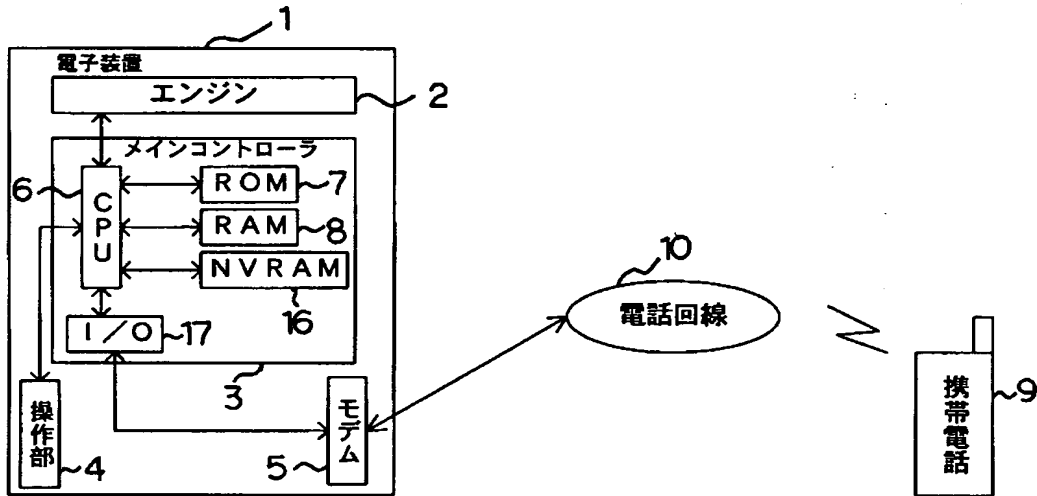 1
電子装置
エンジン
2
メインコントローラ
6
CPU
ROM
7
RAM
8
NVRAM
16
I/O
17
3
操作部
4
モデム
5
10
電話回線
携帯電話
9